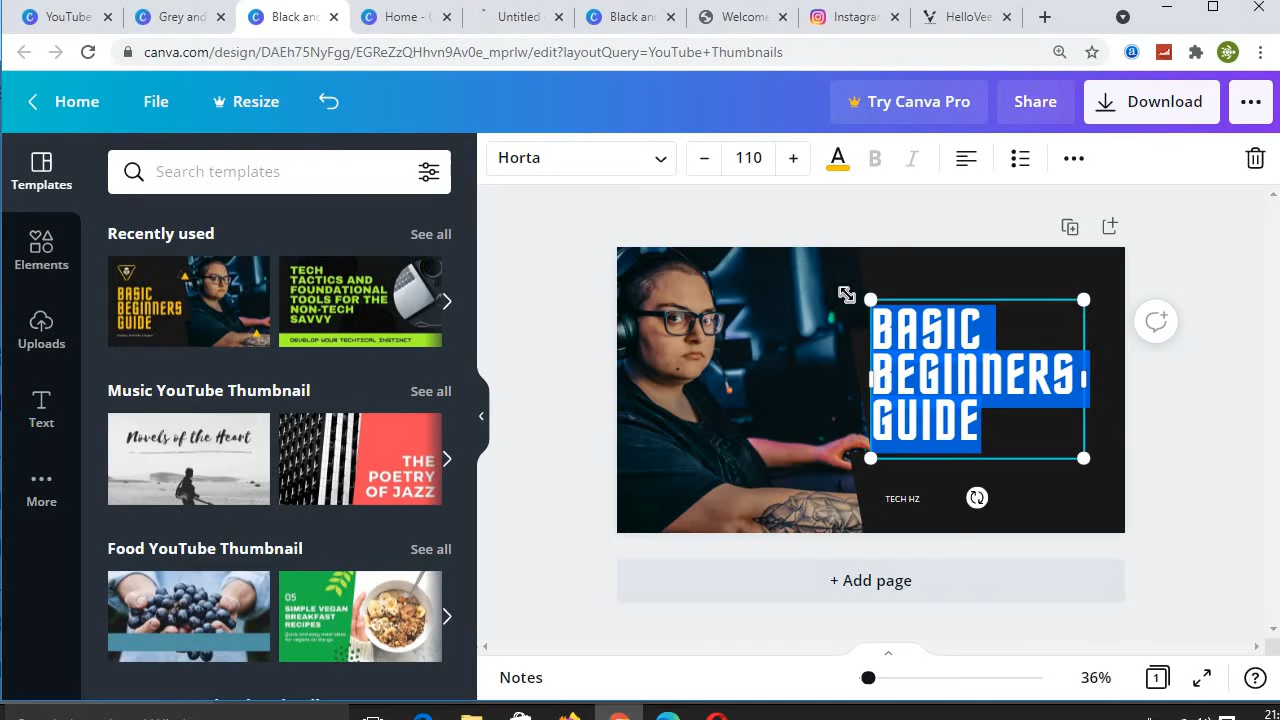 YouTube
Grey and
Black and
Home - C
Untitled
Black and
Welcome
Instagrar
HelloVee
canva.com/design/DAEh75NyFgg/EGReZzQHhvn9Av0e_mprlw/edit?layoutQuery=YouTube+Thumbnails
Home
File
Resize
Try Canva Pro
Share
Download
Templates
Elements
Uploads
Text
More
Search templates
Recently used
See all
BASIC
BEGINNERS
GUIDE
TECH
TACTICS AND
FOUNDATIONAL
TOOLS FOR THE
NON-TECH
SAVVY
DEVELOP YOUR TECHTICAL INSTINCT
Music YouTube Thumbnail
See all
Novels of the Heart
THE
POETRY
OF JAZZ
Food YouTube Thumbnail
See all
05
SIMPLE VEGAN
BREAKFAST
RECIPES
Horta
110
A
B
I
BASIC
BEGINNERS
GUIDE
TECH HZ
+ Add page
Notes
36%
1
21: